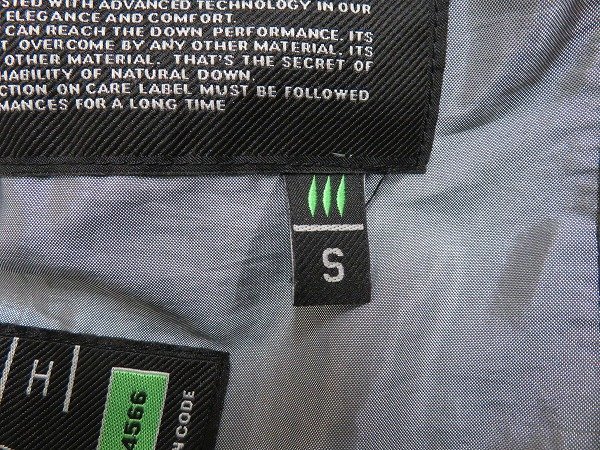 STED WITH ADVANCED TECHNOLOGY IN OUR
ELEGANCE AND COMFORT.
CAN REACH THE DOWN PERFORMANCE. ITS
OVERCOME BY ANY OTHER MATERIAL. ITS
OTHER MATERIAL. THAT'S THE SECRET OF
HABILITY OF NATURAL DOWN.
CTION ON CARE LABEL MUST BE FOLLOWED
MANCES FOR A LONG TIME
S
H
4566
CODE